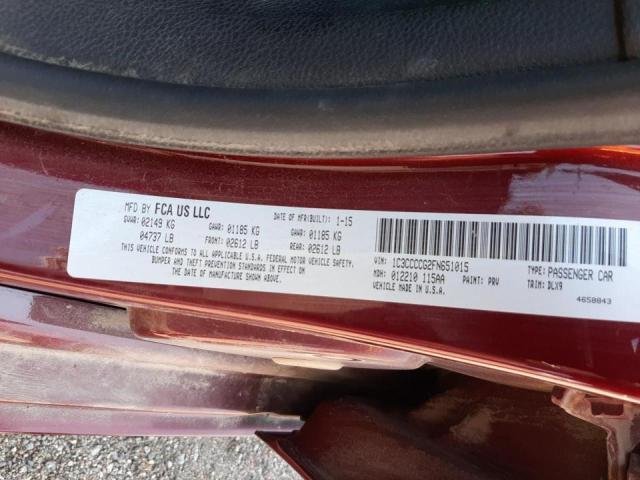 MFD BY FCA US LLC
DATE OF MFR(BUILT): 1-15
GVWR: 02149 KG GAWR: 01185 KG GAWR: 01185 KG
04737 LB FRONT: 02612 LB REAR: 02612 LB
THIS VEHICLE CONFORMS TO ALL APPLICABLE FEDERAL MOTOR VEHICLE SAFETY,
BUMPER AND THEFT PREVENTION STANDARDS IN EFFECT ON THE
DATE OF MANUFACTURE SHOWN ABOVE.
VIN: 1C3CCCCG2FN651015 TYPE: PASSENGER CAR
MDH: 012210 115AA PAINT: PRV TRIM: DLX9
VEHICLE MADE IN U.S.A. 4658843